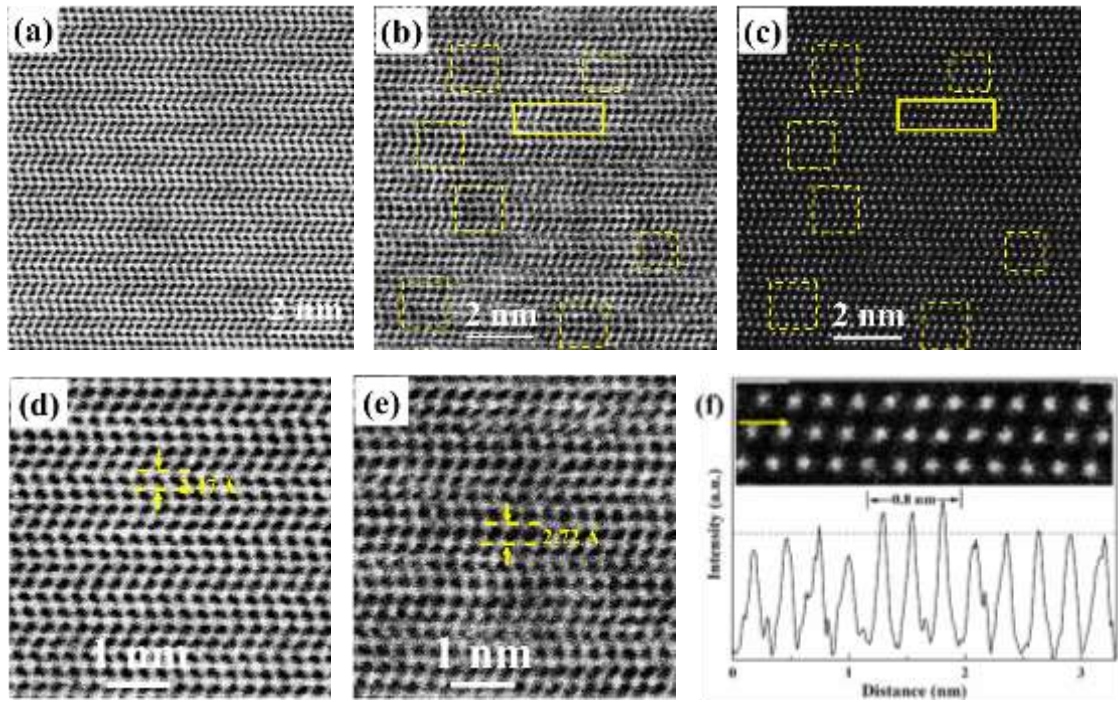 (a)
2 nm
(b)
2 nm
(c)
2 nm
(d)
1 nm
(e)
2.72 Å
1 nm
(f)
0.8 nm
Intensity (a.u.)
0 1 2 3
Distance (nm)